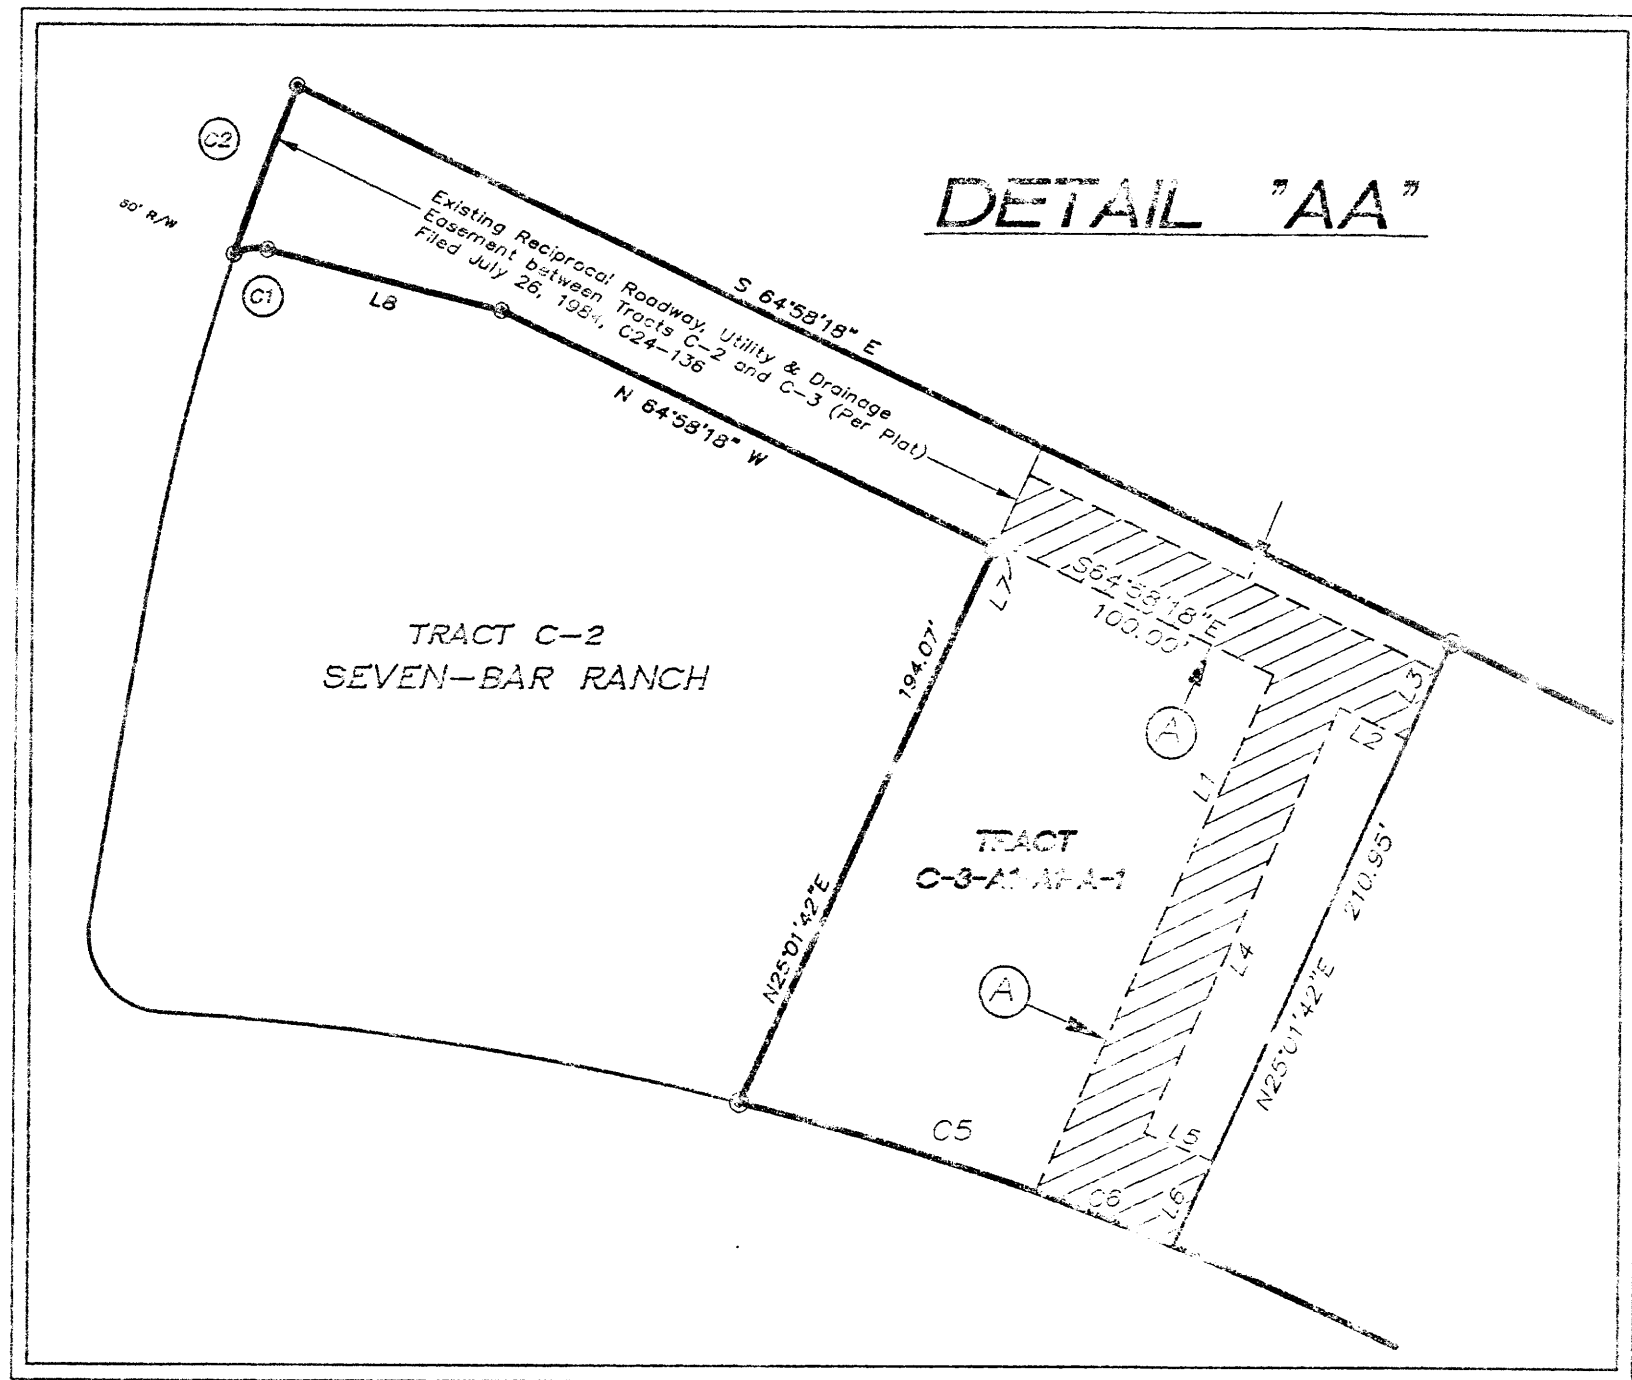 DETAIL "AA"
C2
50' R/W
C1
L8
Existing Reciprocal Roadway, Utility & Drainage
Easement between Tracts C-2 and C-3 (Per Plat)
Filed July 26, 1984, C24-136
S 64°58'18" E
N 64°58'18" W
L7
S64°58'18"E
100.00'
L3
L2
A
L1
TRACT C-2
SEVEN-BAR RANCH
194.07'
N25°01'42"E
TRACT
210.95'
N25°01'42"E
L4
A
C5
L5
C6
L6